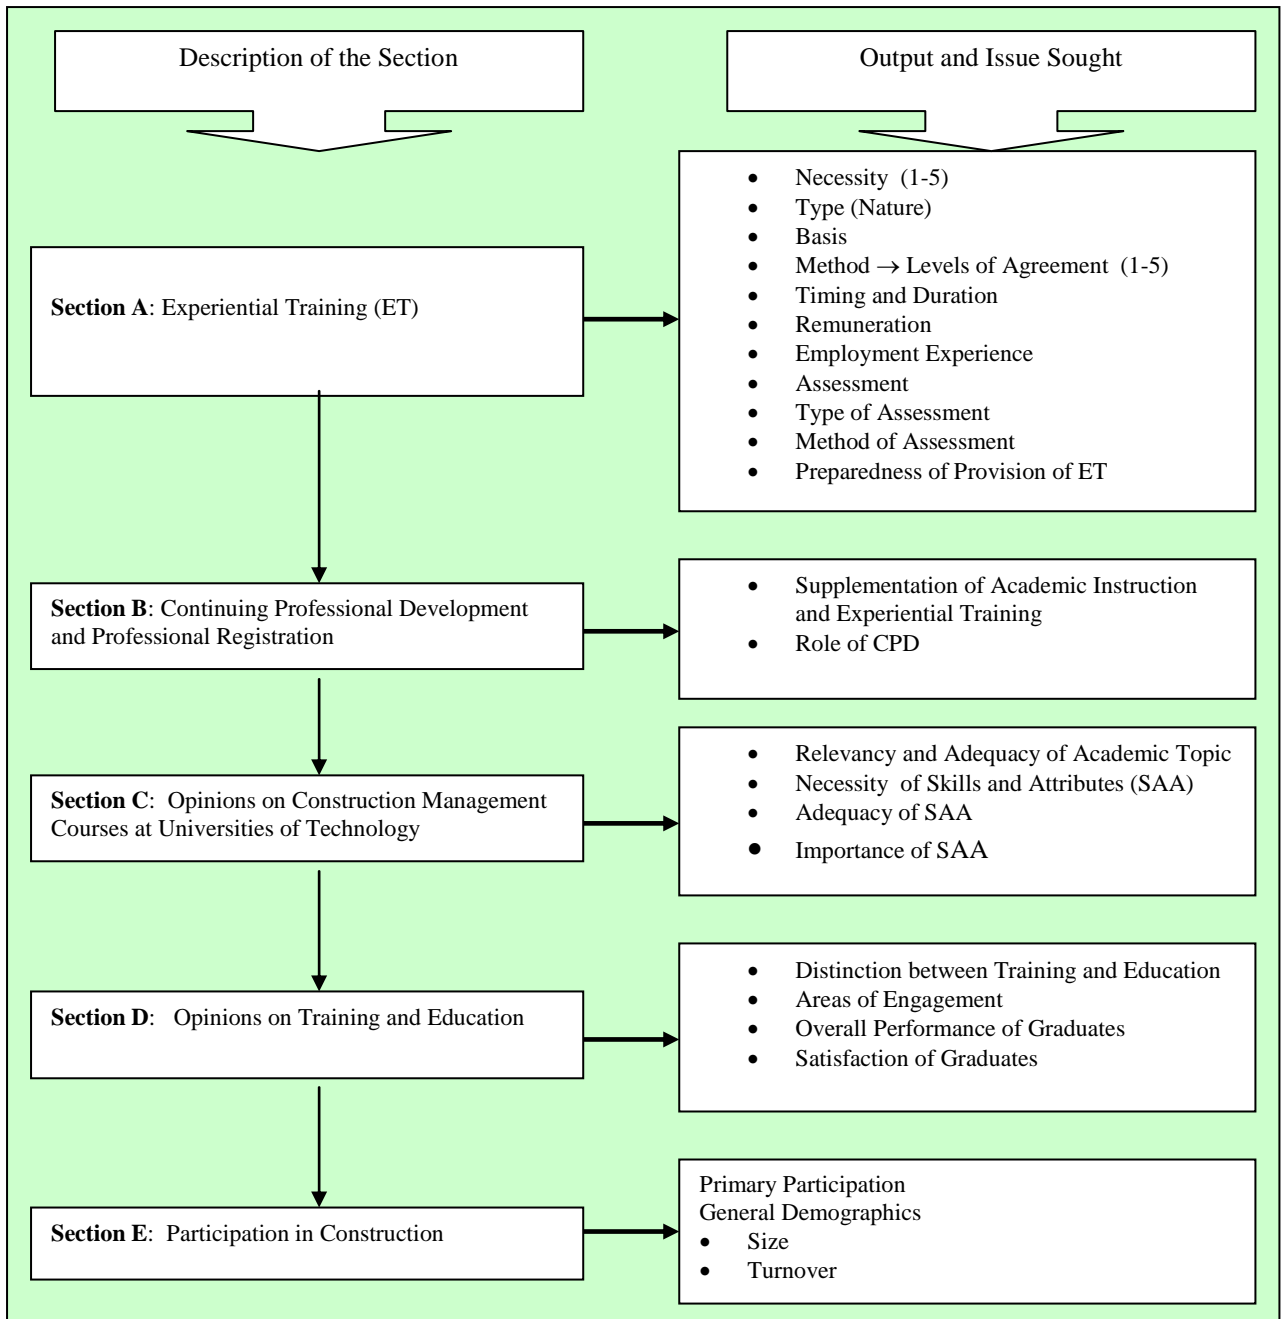 Description of the Section
Output and Issue Sought
Section A: Experiential Training (ET)
• Necessity (1-5)
• Type (Nature)
• Basis
• Method → Levels of Agreement (1-5)
• Timing and Duration
• Remuneration
• Employment Experience
• Assessment
• Type of Assessment
• Method of Assessment
• Preparedness of Provision of ET
Section B: Continuing Professional Development
and Professional Registration
• Supplementation of Academic Instruction
and Experiential Training
• Role of CPD
Section C: Opinions on Construction Management
Courses at Universities of Technology
• Relevancy and Adequacy of Academic Topic
• Necessity of Skills and Attributes (SAA)
• Adequacy of SAA
• Importance of SAA
Section D: Opinions on Training and Education
• Distinction between Training and Education
• Areas of Engagement
• Overall Performance of Graduates
• Satisfaction of Graduates
Section E: Participation in Construction
Primary Participation
General Demographics
• Size
• Turnover